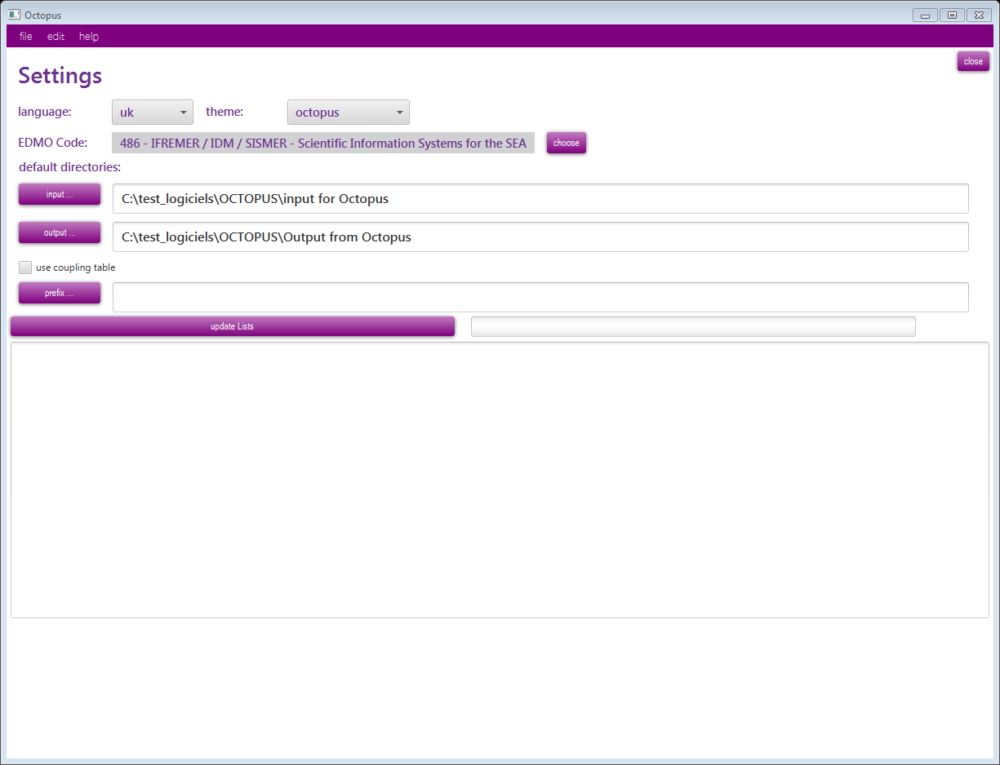 Octopus
file edit help
close
Settings
language: uk theme: octopus
EDMO Code: 486 - IFREMER / IDM / SISMER - Scientific Information Systems for the SEA choose
default directories:
input ... C:\test_logiciels\OCTOPUS\input for Octopus
output ... C:\test_logiciels\OCTOPUS\Output from Octopus
use coupling table
prefix ...
update Lists